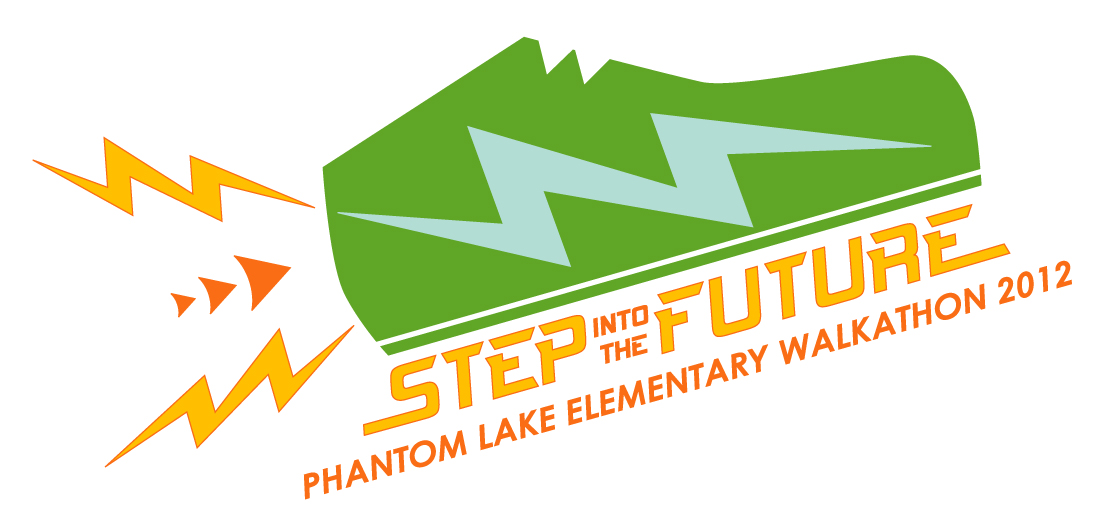 STEP INTO THE FUTURE
PHANTOM LAKE ELEMENTARY WALKATHON 2012